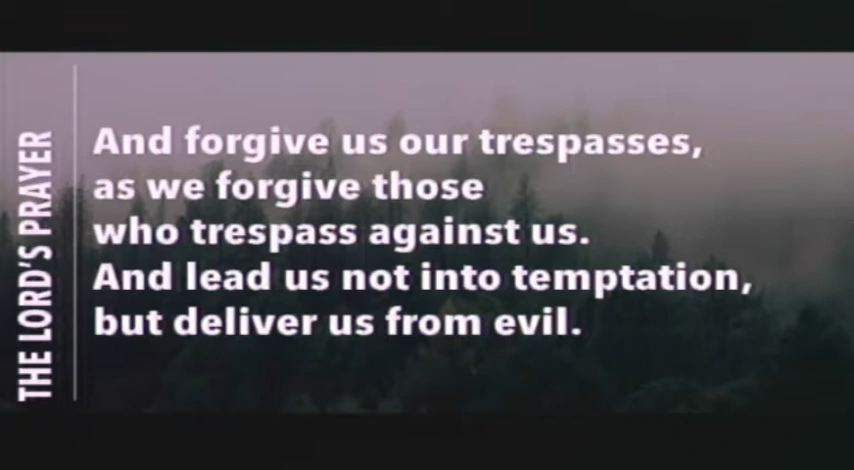 THE LORD'S PRAYER
And forgive us our trespasses,
as we forgive those
who trespass against us.
And lead us not into temptation,
but deliver us from evil.